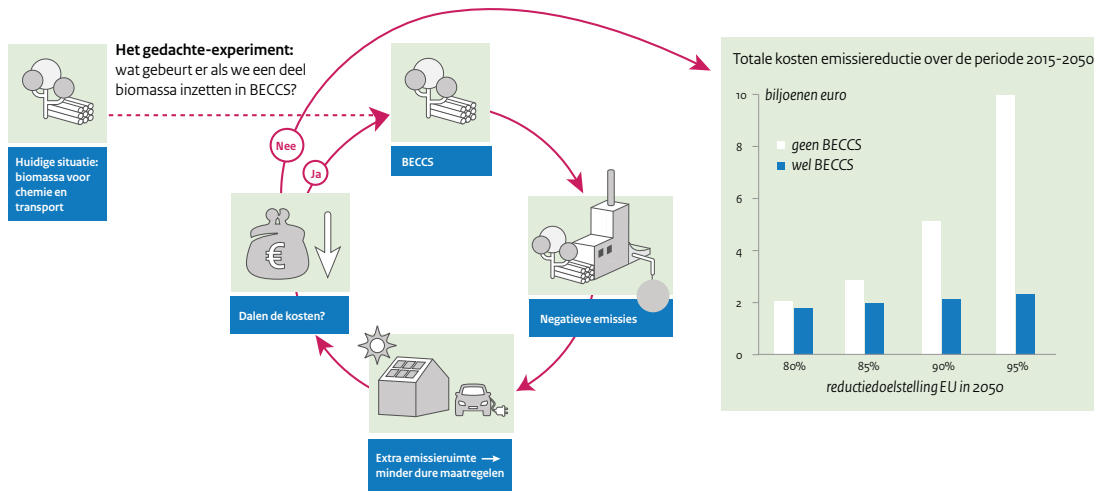 Het gedachte-experiment:
wat gebeurt er als we een deel
biomassa inzetten in BECCS?
Huidige situatie:
biomassa voor
chemie en
transport
Nee
Ja
BECCS
€
Dalen de kosten?
Negatieve emissies
Extra emissieruimte →
minder dure maatregelen
Totale kosten emissiereductie over de periode 2015-2050
biljoenen euro
10
8
6
4
2
0
geen BECCS
wel BECCS
80% 85% 90% 95%
reductiedoelstelling EU in 2050